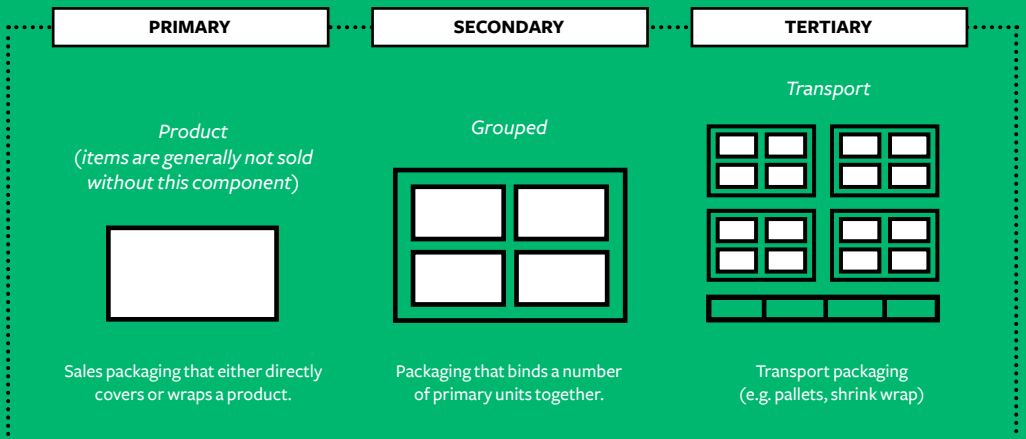 PRIMARY
Product
(items are generally not sold
without this component)
Sales packaging that either directly
covers or wraps a product.
SECONDARY
Grouped
Packaging that binds a number
of primary units together.
TERTIARY
Transport
Transport packaging
(e.g. pallets, shrink wrap)